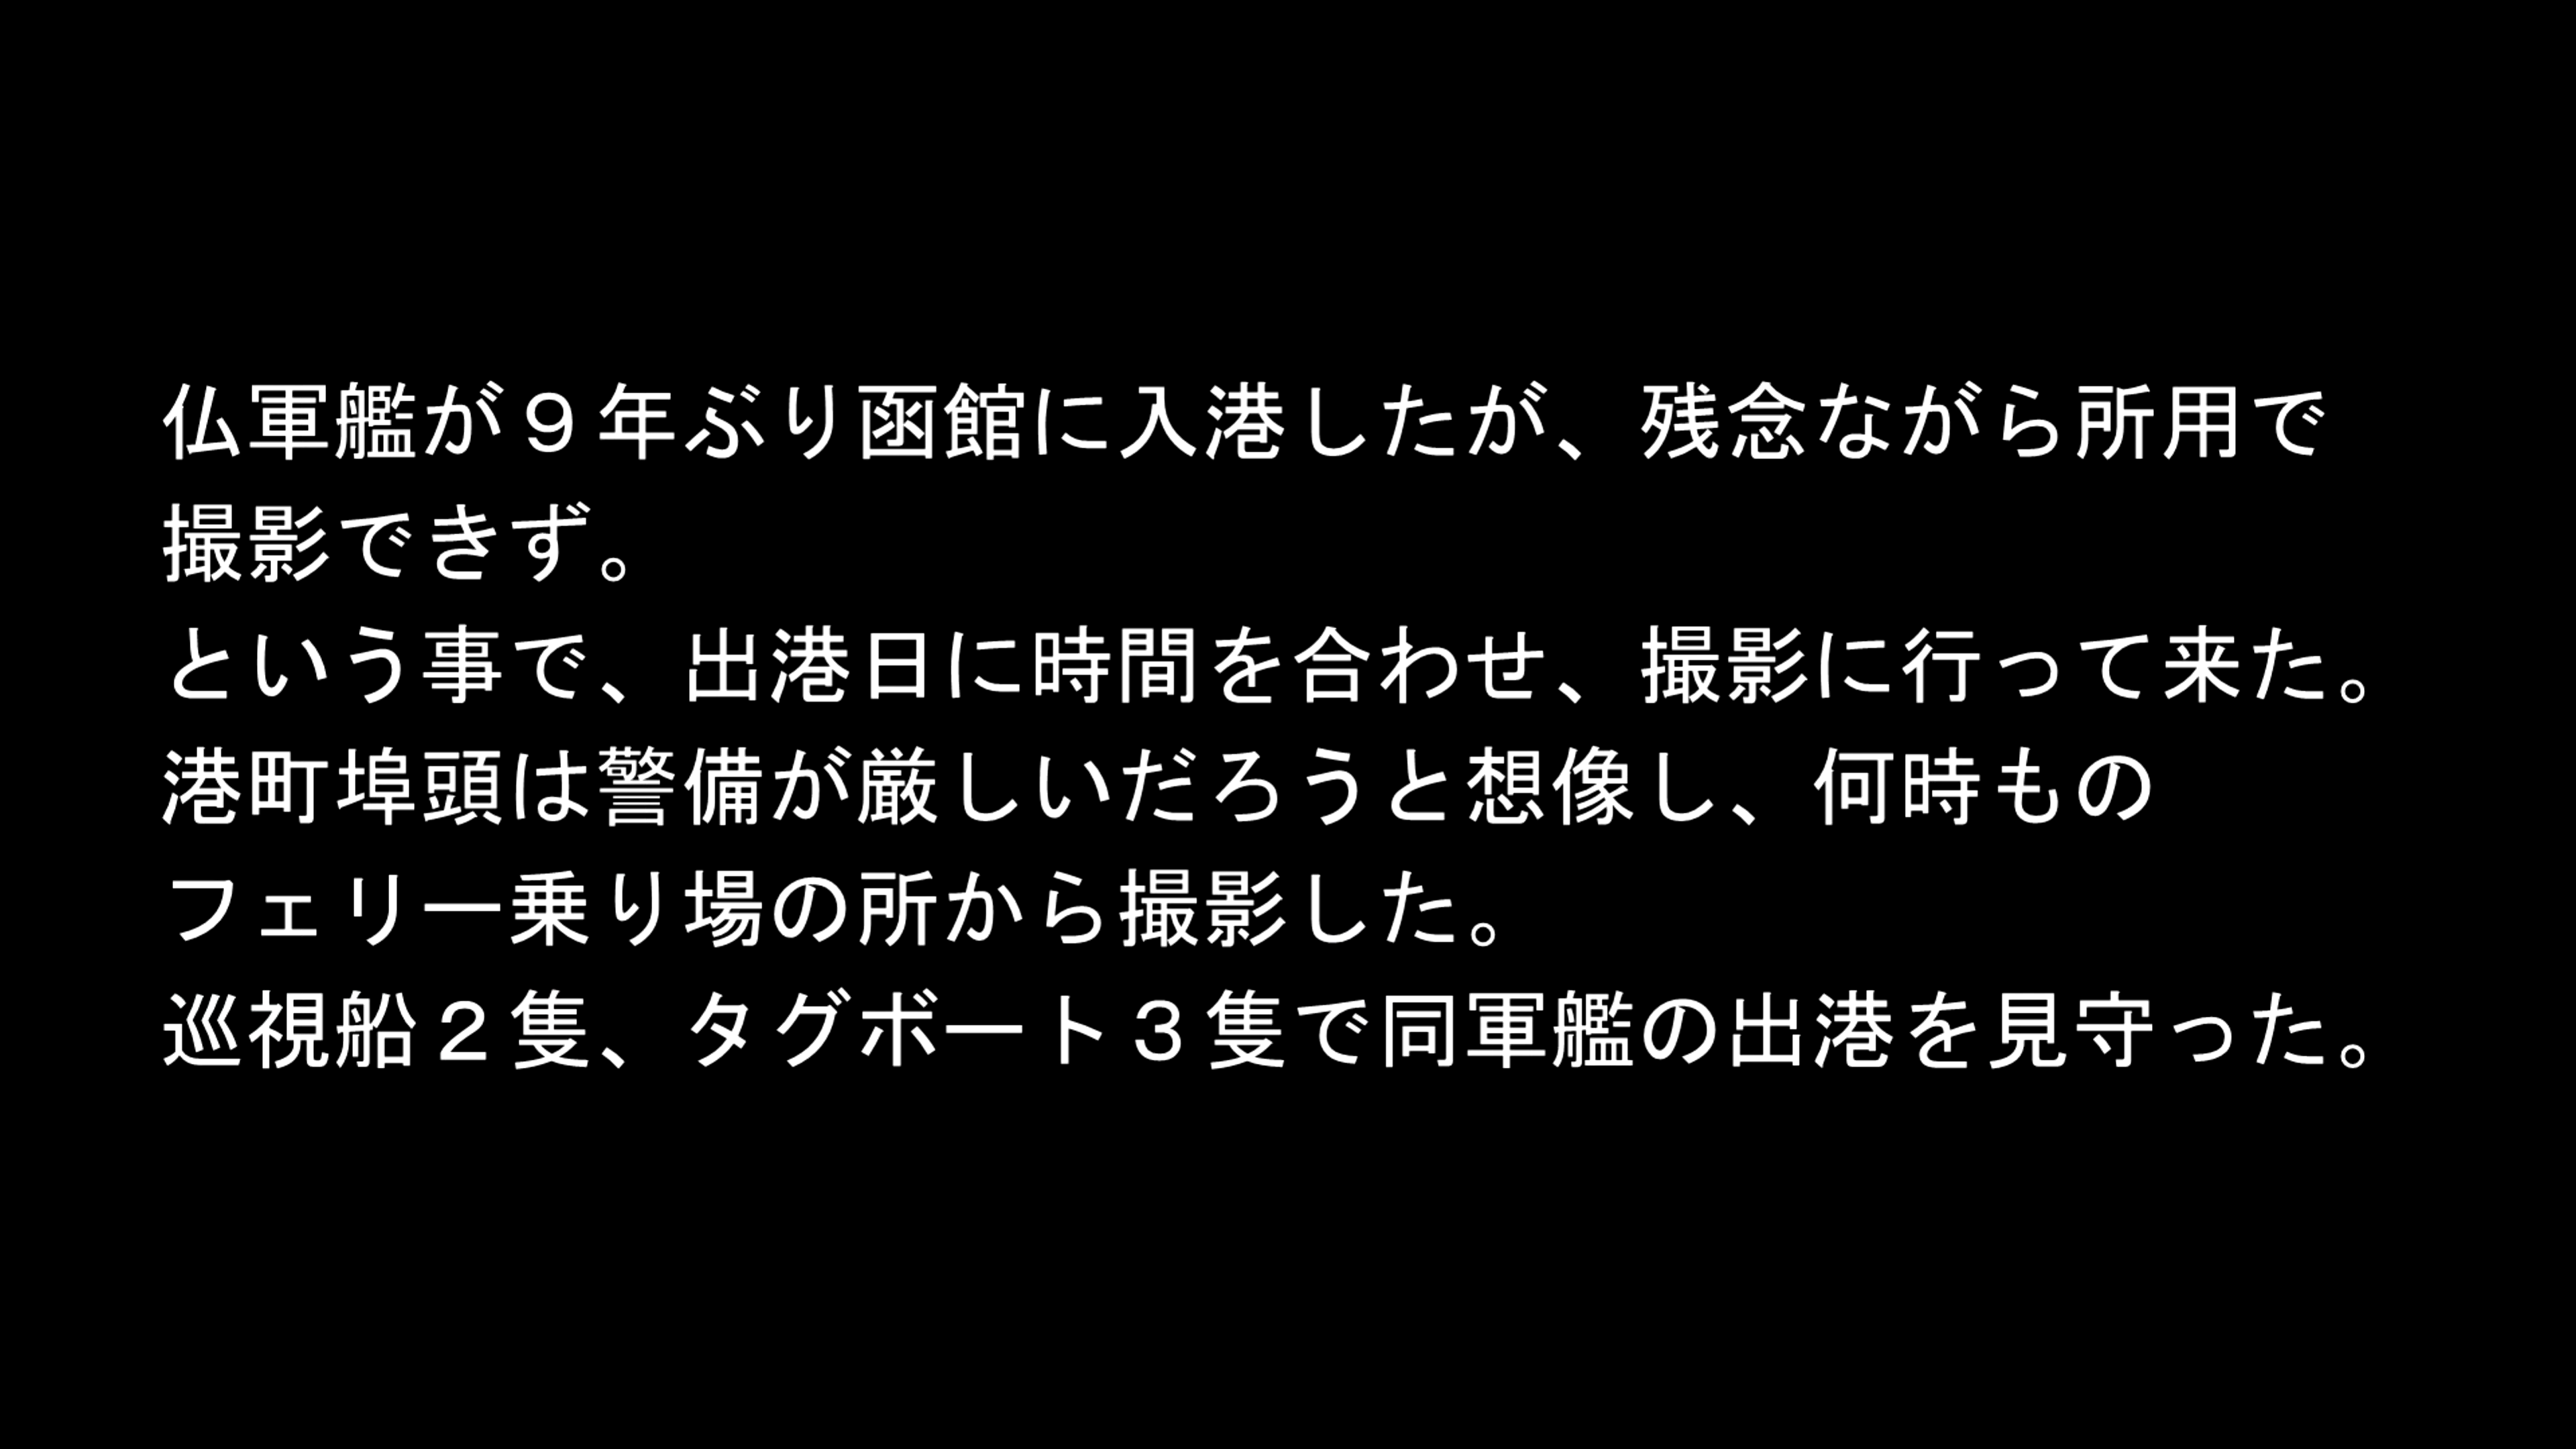 仏軍艦が９年ぶり函館に入港したが、残念ながら所用で
撮影できず。
という事で、出港日に時間を合わせ、撮影に行って来た。
港町埠頭は警備が厳しいだろうと想像し、何時もの
フェリー乗り場の所から撮影した。
巡視船２隻、タグボート３隻で同軍艦の出港を見守った。